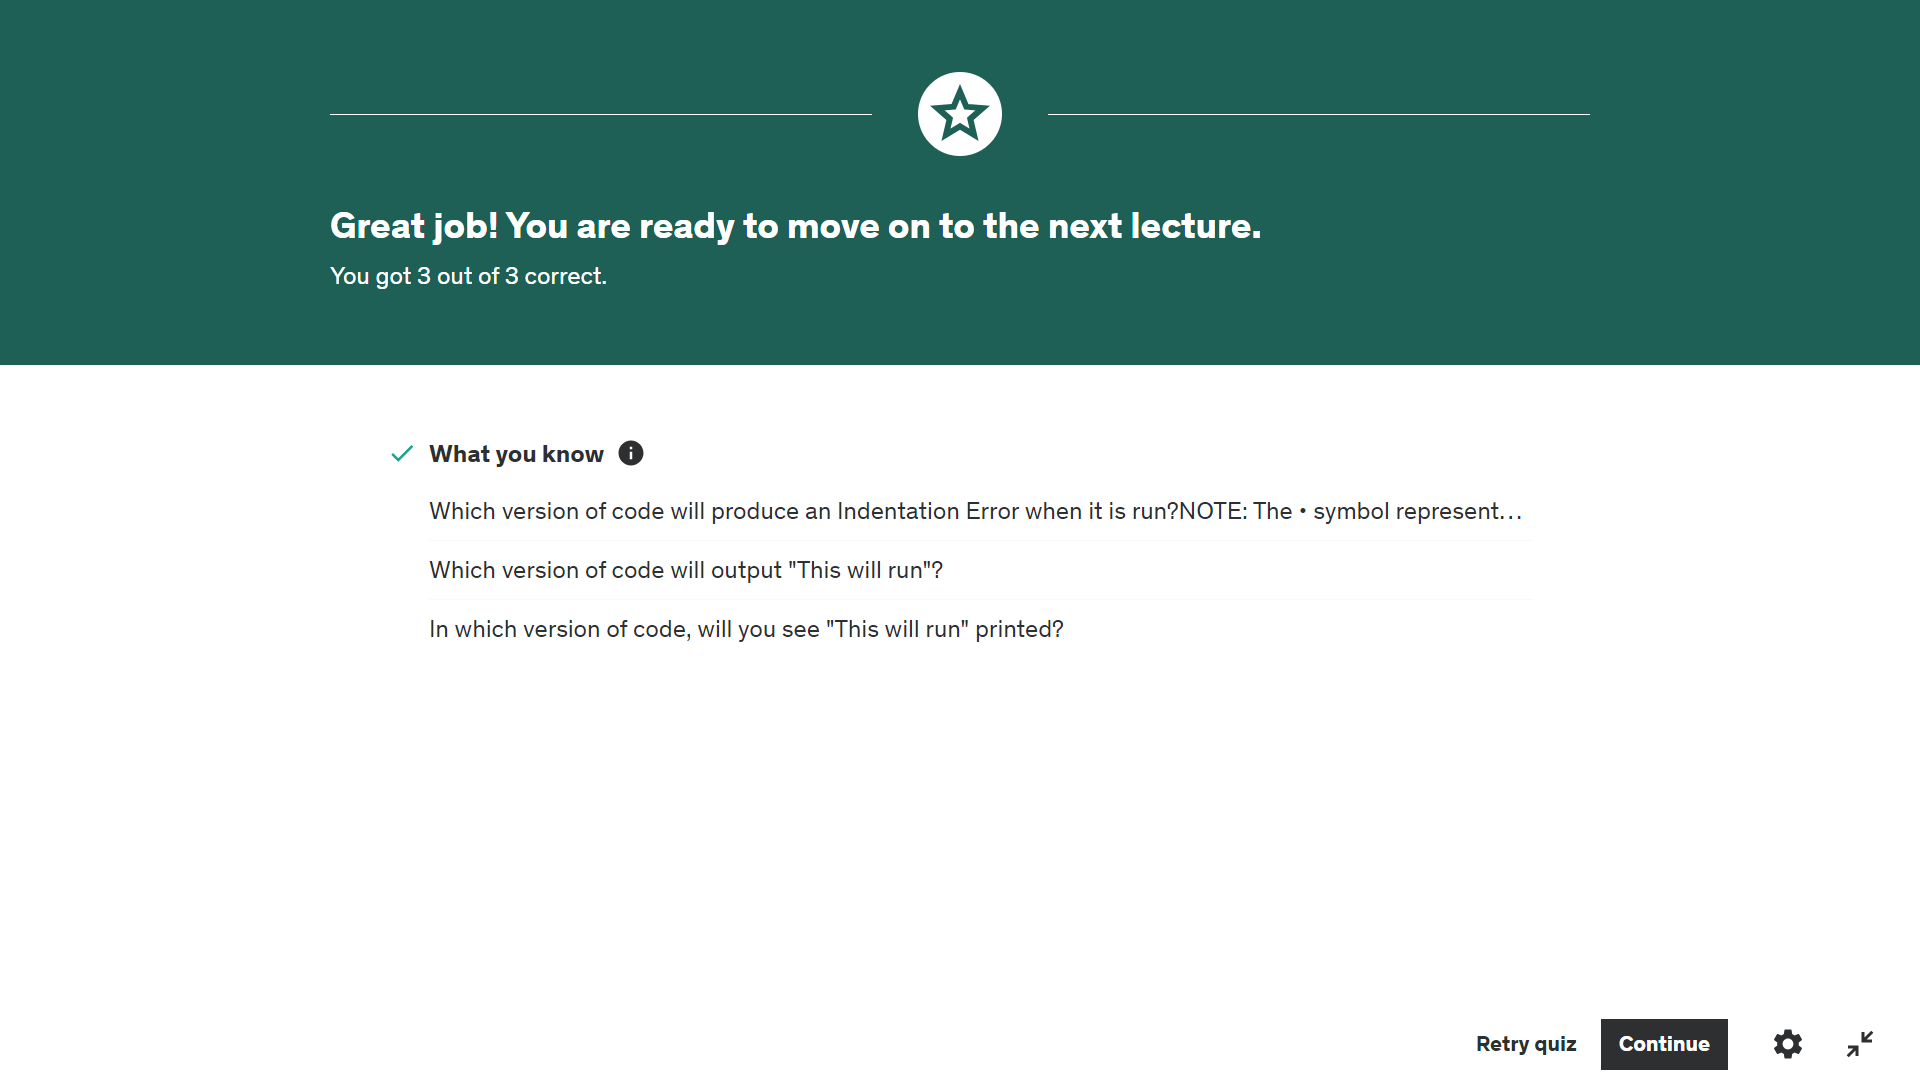 Great job! You are ready to move on to the next lecture.
You got 3 out of 3 correct.
What you know
Which version of code will produce an Indentation Error when it is run?NOTE: The • symbol represent…
Which version of code will output "This will run"?
In which version of code, will you see "This will run" printed?
Retry quiz
Continue